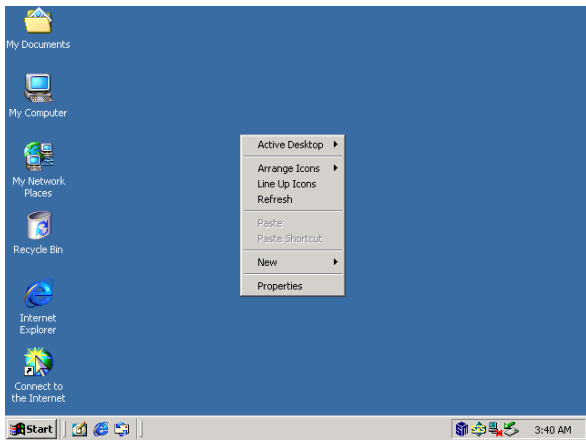 My Documents
My Computer
My Network
Places
Recycle Bin
Internet
Explorer
Connect to
the Internet
Active Desktop
Arrange Icons
Line Up Icons
Refresh
Paste
Paste Shortcut
New
Properties
Start
3:40 AM